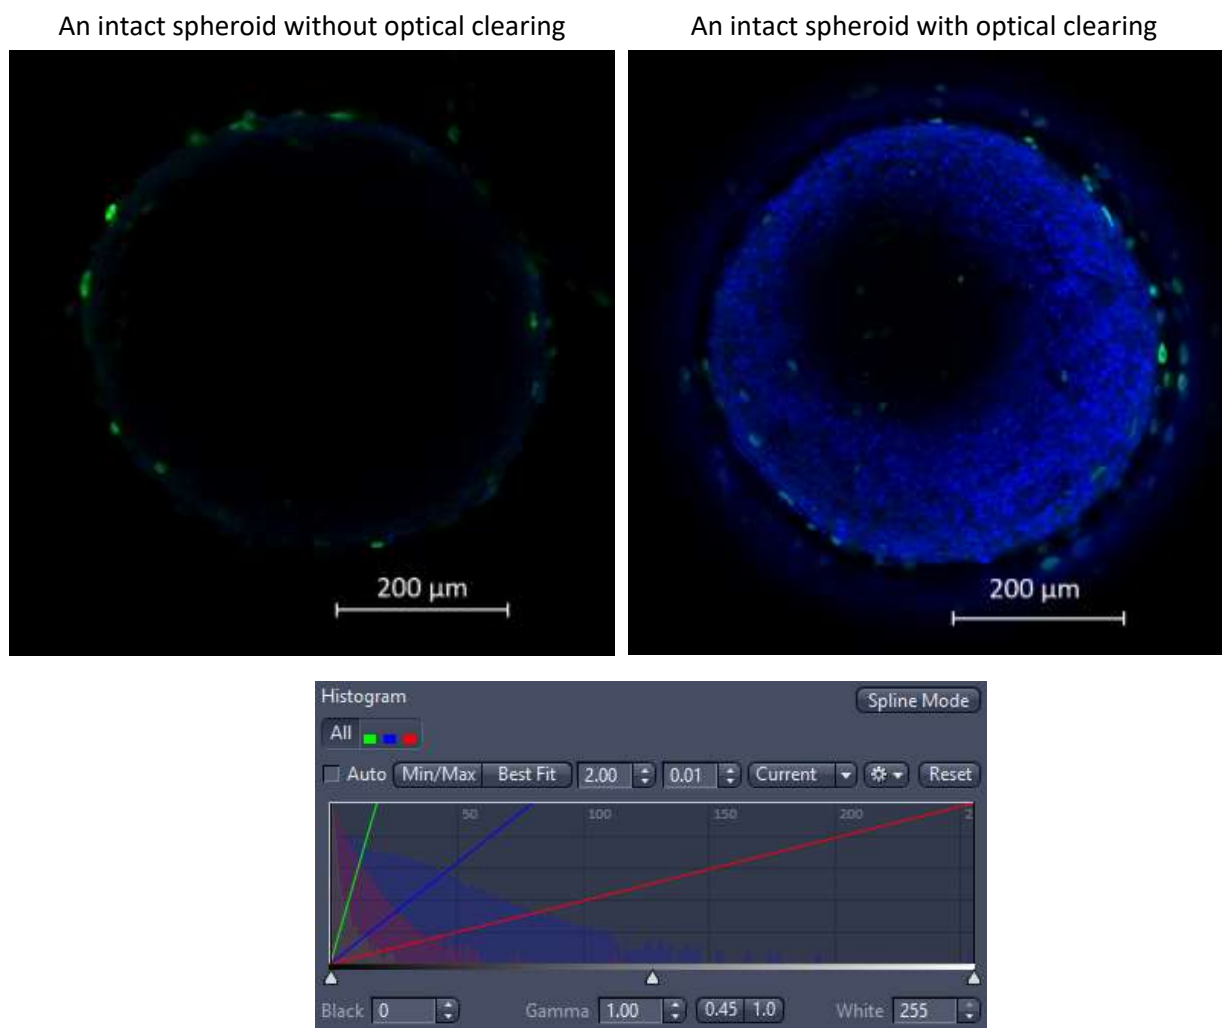 An intact spheroid without optical clearing
An intact spheroid with optical clearing
200 µm
200 µm
Histogram
Spline Mode
All
Auto Min/Max Best Fit 2.00 0.01 Current Reset
50 100 150 200 2
Black 0 Gamma 1.00 0.45 1.0 White 255